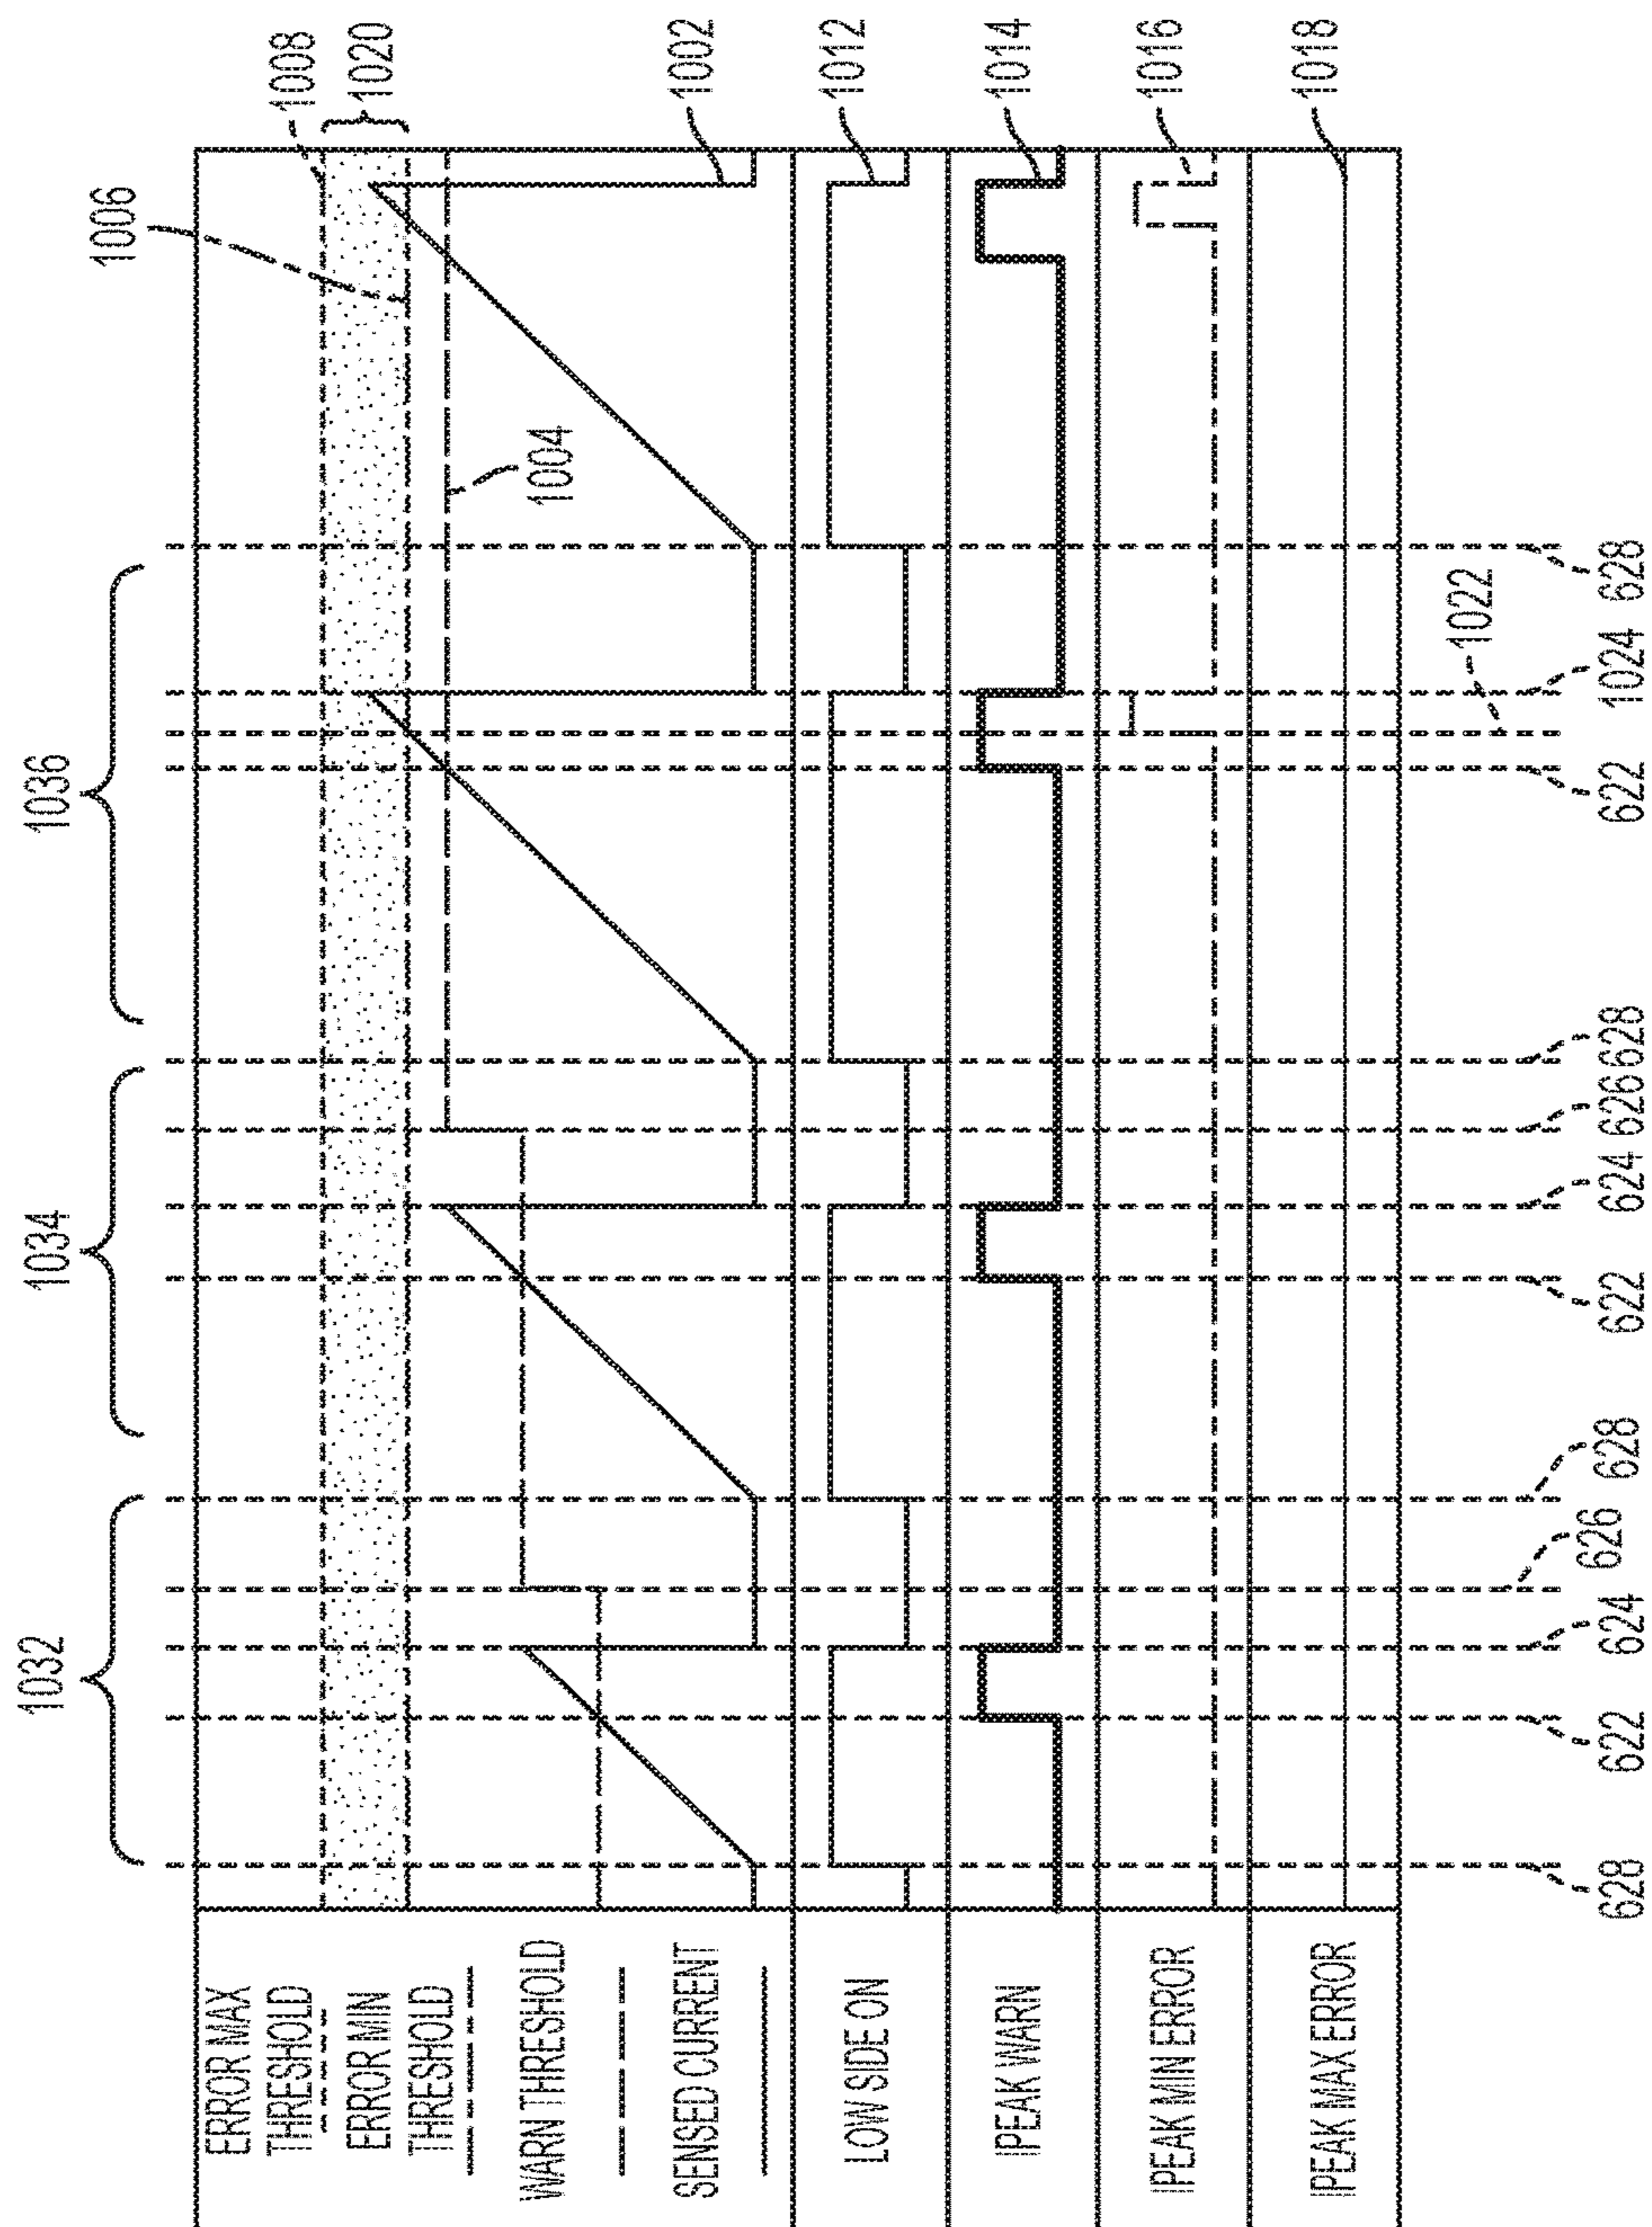 1032
1034
1036
1006
1008
1020
ERROR MAX
THRESHOLD
ERROR MIN
THRESHOLD
WARN THRESHOLD
SENSED CURRENT
1004
1002
LOW SIDE ON
1012
IPEAK WARN
1014
IPEAK MIN ERROR
1016
IPEAK MAX ERROR
1018
628
622
624
626
628
622
624
626
628
622
1022
1024
628